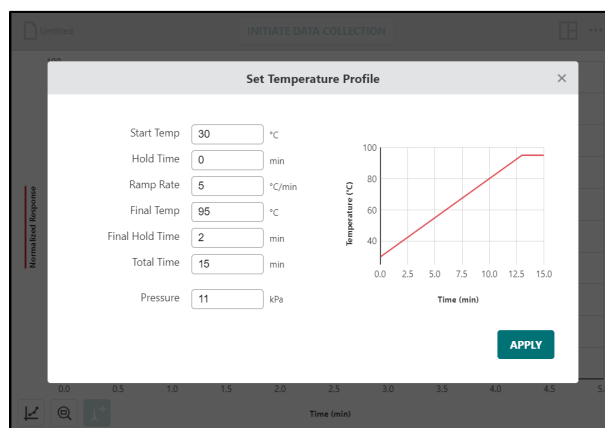 Untitled
INITIATE DATA COLLECTION
Set Temperature Profile
Start Temp 30 °C
Hold Time 0 min
Ramp Rate 5 °C/min
Final Temp 95 °C
Final Hold Time 2 min
Total Time 15 min
Pressure 11 kPa
100
80
60
40
Temperature (°C)
0.0 2.5 5.0 7.5 10.0 12.5 15.0
Time (min)
APPLY
Normalized Response
0.0 0.5 1.0 1.5 2.0 2.5 3.0 3.5 4.0 4.5 5.
Time (min)